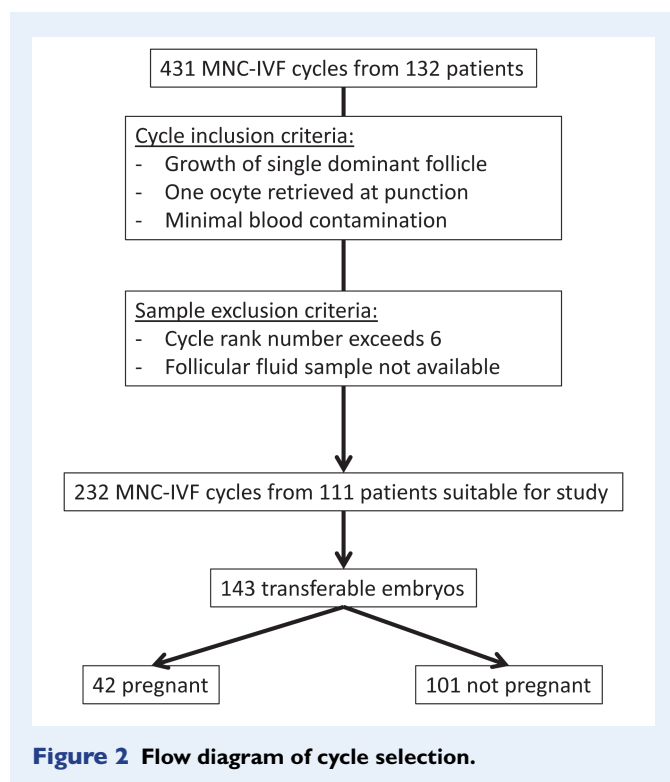 431 MNC-IVF cycles from 132 patients
Cycle inclusion criteria:
- Growth of single dominant follicle
- One ocyte retrieved at punction
- Minimal blood contamination
Sample exclusion criteria:
- Cycle rank number exceeds 6
- Follicular fluid sample not available
232 MNC-IVF cycles from 111 patients suitable for study
143 transferable embryos
42 pregnant
101 not pregnant
Figure 2 Flow diagram of cycle selection.